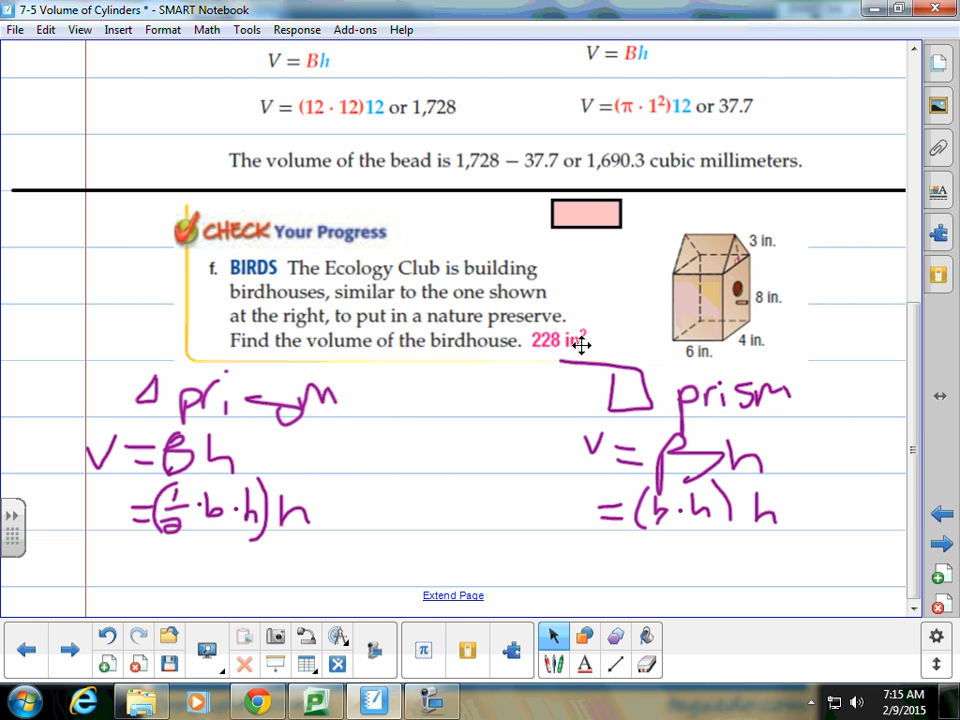 7-5 Volume of Cylinders * - SMART Notebook
File Edit View Insert Format Math Tools Response Add-ons Help
V = Bh
V = Bh
V = (12 · 12)12 or 1,728
V = (π · 1²)12 or 37.7
The volume of the bead is 1,728 − 37.7 or 1,690.3 cubic millimeters.
CHECK Your Progress
f. BIRDS The Ecology Club is building
birdhouses, similar to the one shown
at the right, to put in a nature preserve.
Find the volume of the birdhouse. 228 in²
3 in.
8 in.
4 in.
6 in.
Δ prism
V = Bh
= (½ · b · h) h
prism
V = Bh
= (b · h) h
Extend Page
π
A
7:15 AM
2/9/2015